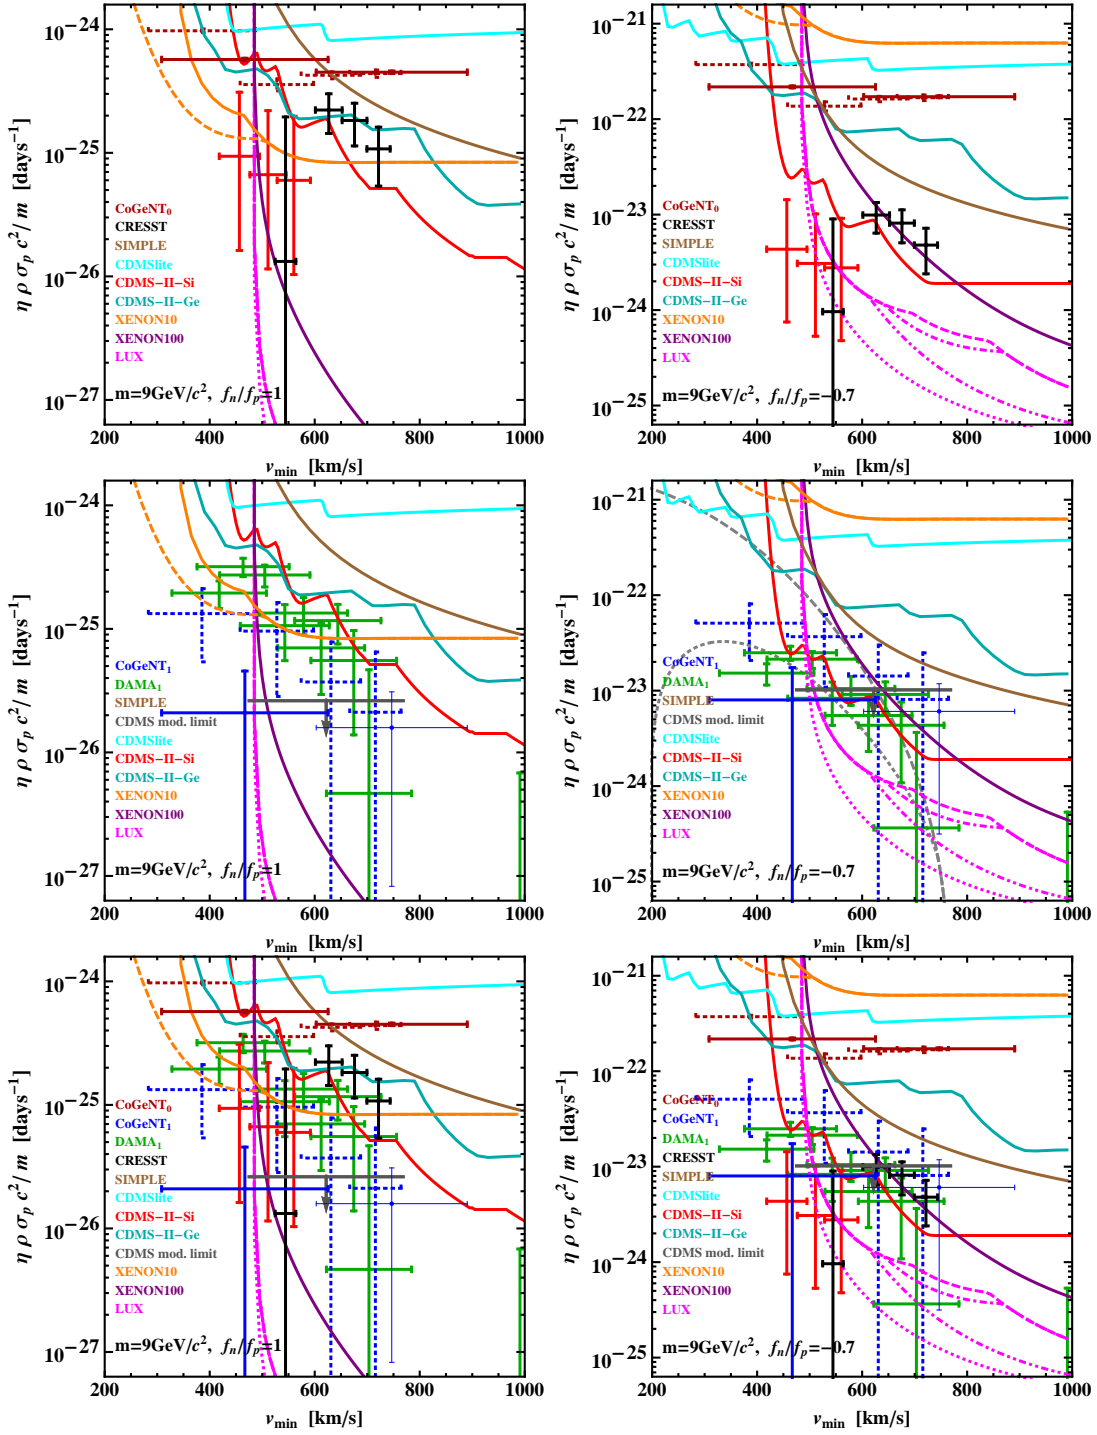 10⁻²⁴
10⁻²⁵
10⁻²⁶
10⁻²⁷
η ρ σp c²/ m [days⁻¹]
CoGeNT₀
CRESST
SIMPLE
CDMSlite
CDMS−II−Si
CDMS−II−Ge
XENON10
XENON100
LUX
m=9GeV/c², fn/fp=1
200 400 600 800 1000
vmin [km/s]
10⁻²¹
10⁻²²
10⁻²³
10⁻²⁴
10⁻²⁵
η ρ σp c²/ m [days⁻¹]
CoGeNT₀
CRESST
SIMPLE
CDMSlite
CDMS−II−Si
CDMS−II−Ge
XENON10
XENON100
LUX
m=9GeV/c², fn/fp=−0.7
200 400 600 800 1000
vmin [km/s]
10⁻²⁴
10⁻²⁵
10⁻²⁶
10⁻²⁷
η ρ σp c²/ m [days⁻¹]
CoGeNT₁
DAMA₁
SIMPLE
CDMS mod. limit
CDMSlite
CDMS−II−Si
CDMS−II−Ge
XENON10
XENON100
LUX
m=9GeV/c², fn/fp=1
200 400 600 800 1000
vmin [km/s]
10⁻²¹
10⁻²²
10⁻²³
10⁻²⁴
10⁻²⁵
η ρ σp c²/ m [days⁻¹]
CoGeNT₁
DAMA₁
SIMPLE
CDMS mod. limit
CDMSlite
CDMS−II−Si
CDMS−II−Ge
XENON10
XENON100
LUX
m=9GeV/c², fn/fp=−0.7
200 400 600 800 1000
vmin [km/s]
10⁻²⁴
10⁻²⁵
10⁻²⁶
10⁻²⁷
η ρ σp c²/ m [days⁻¹]
CoGeNT₀
CoGeNT₁
DAMA₁
CRESST
SIMPLE
CDMSlite
CDMS−II−Si
CDMS−II−Ge
CDMS mod. limit
XENON10
XENON100
LUX
m=9GeV/c², fn/fp=1
200 400 600 800 1000
vmin [km/s]
10⁻²¹
10⁻²²
10⁻²³
10⁻²⁴
10⁻²⁵
η ρ σp c²/ m [days⁻¹]
CoGeNT₀
CoGeNT₁
DAMA₁
CRESST
SIMPLE
CDMSlite
CDMS−II−Si
CDMS−II−Ge
CDMS mod. limit
XENON10
XENON100
LUX
m=9GeV/c², fn/fp=−0.7
200 400 600 800 1000
vmin [km/s]